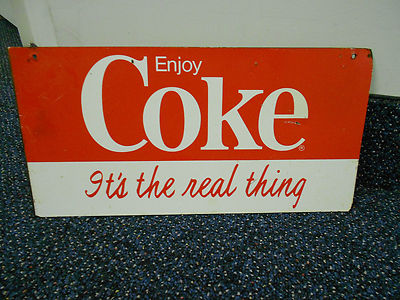 Enjoy
Coke®
It's the real thing